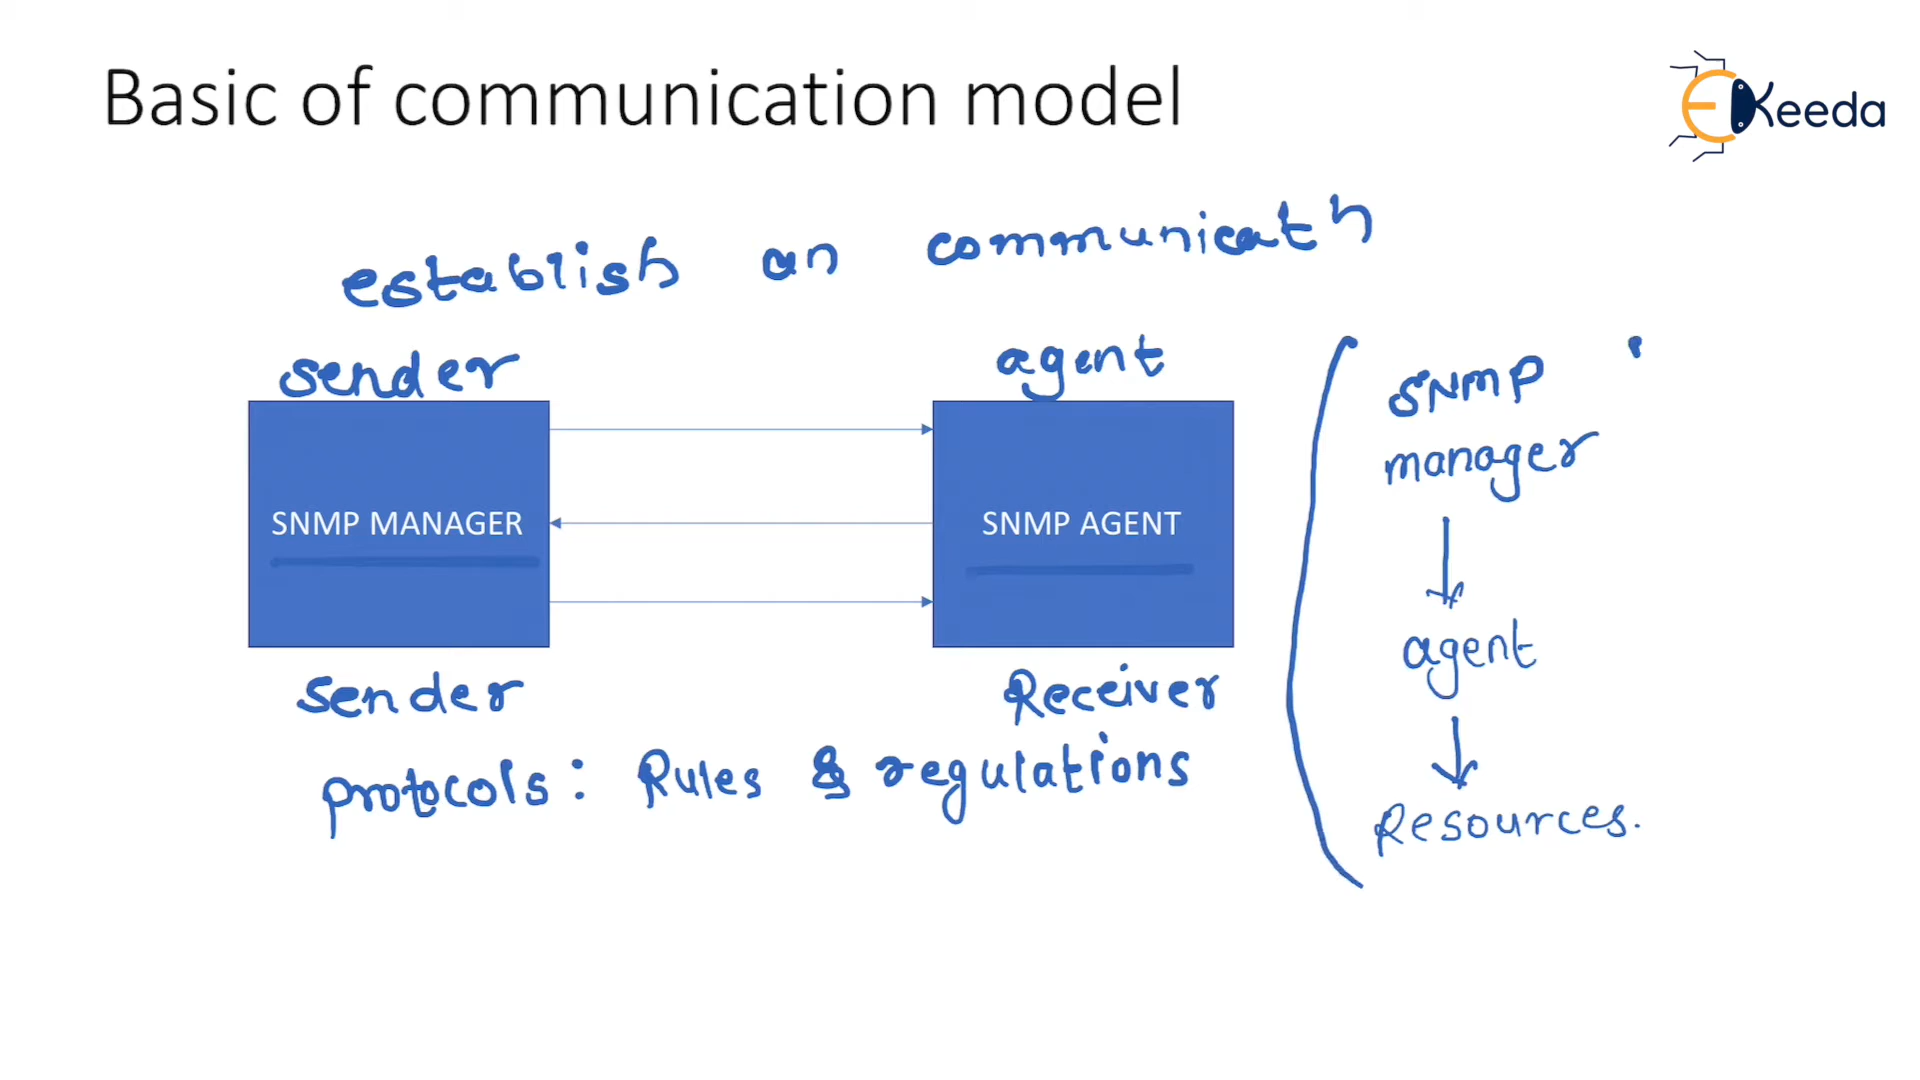 Basic of communication model
EKeeda
establish an communicatn
sender
agent
SNMP MANAGER
SNMP AGENT
sender
Receiver
protocols: Rules & regulations
SNMP
manager
agent
Resources.